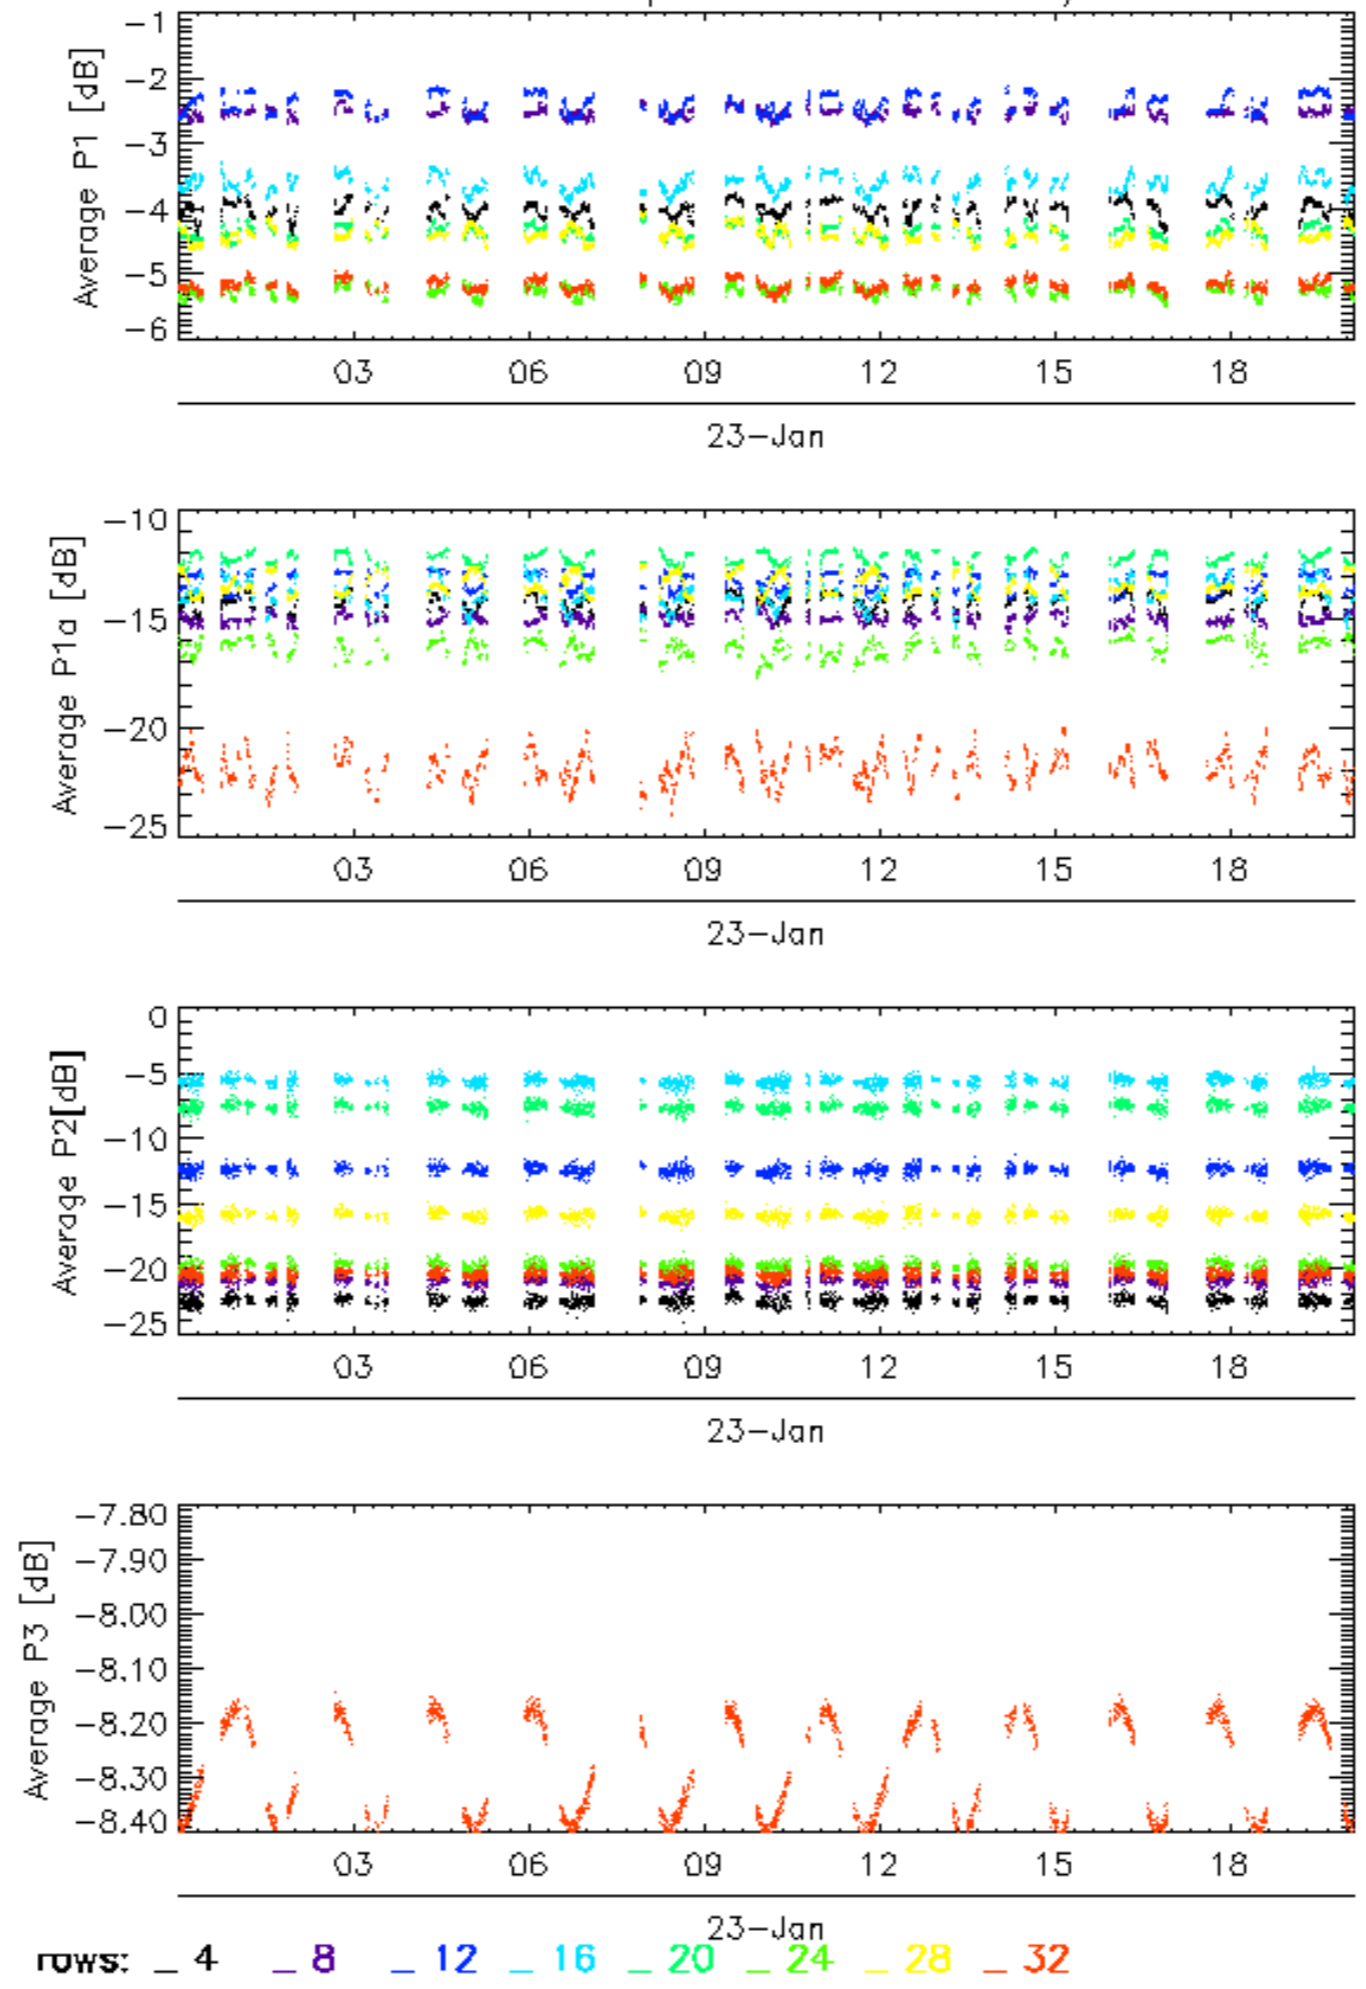 Average P1 [dB]
-1
-2
-3
-4
-5
-6
03 06 09 12 15 18
23-Jan
Average P1a [dB]
-10
-15
-20
-25
03 06 09 12 15 18
23-Jan
Average P2[dB]
0
-5
-10
-15
-20
-25
03 06 09 12 15 18
23-Jan
Average P3 [dB]
-7.80
-7.90
-8.00
-8.10
-8.20
-8.30
-8.40
03 06 09 12 15 18
23-Jan
rows: _ 4 _ 8 _ 12 _ 16 _ 20 _ 24 _ 28 _ 32